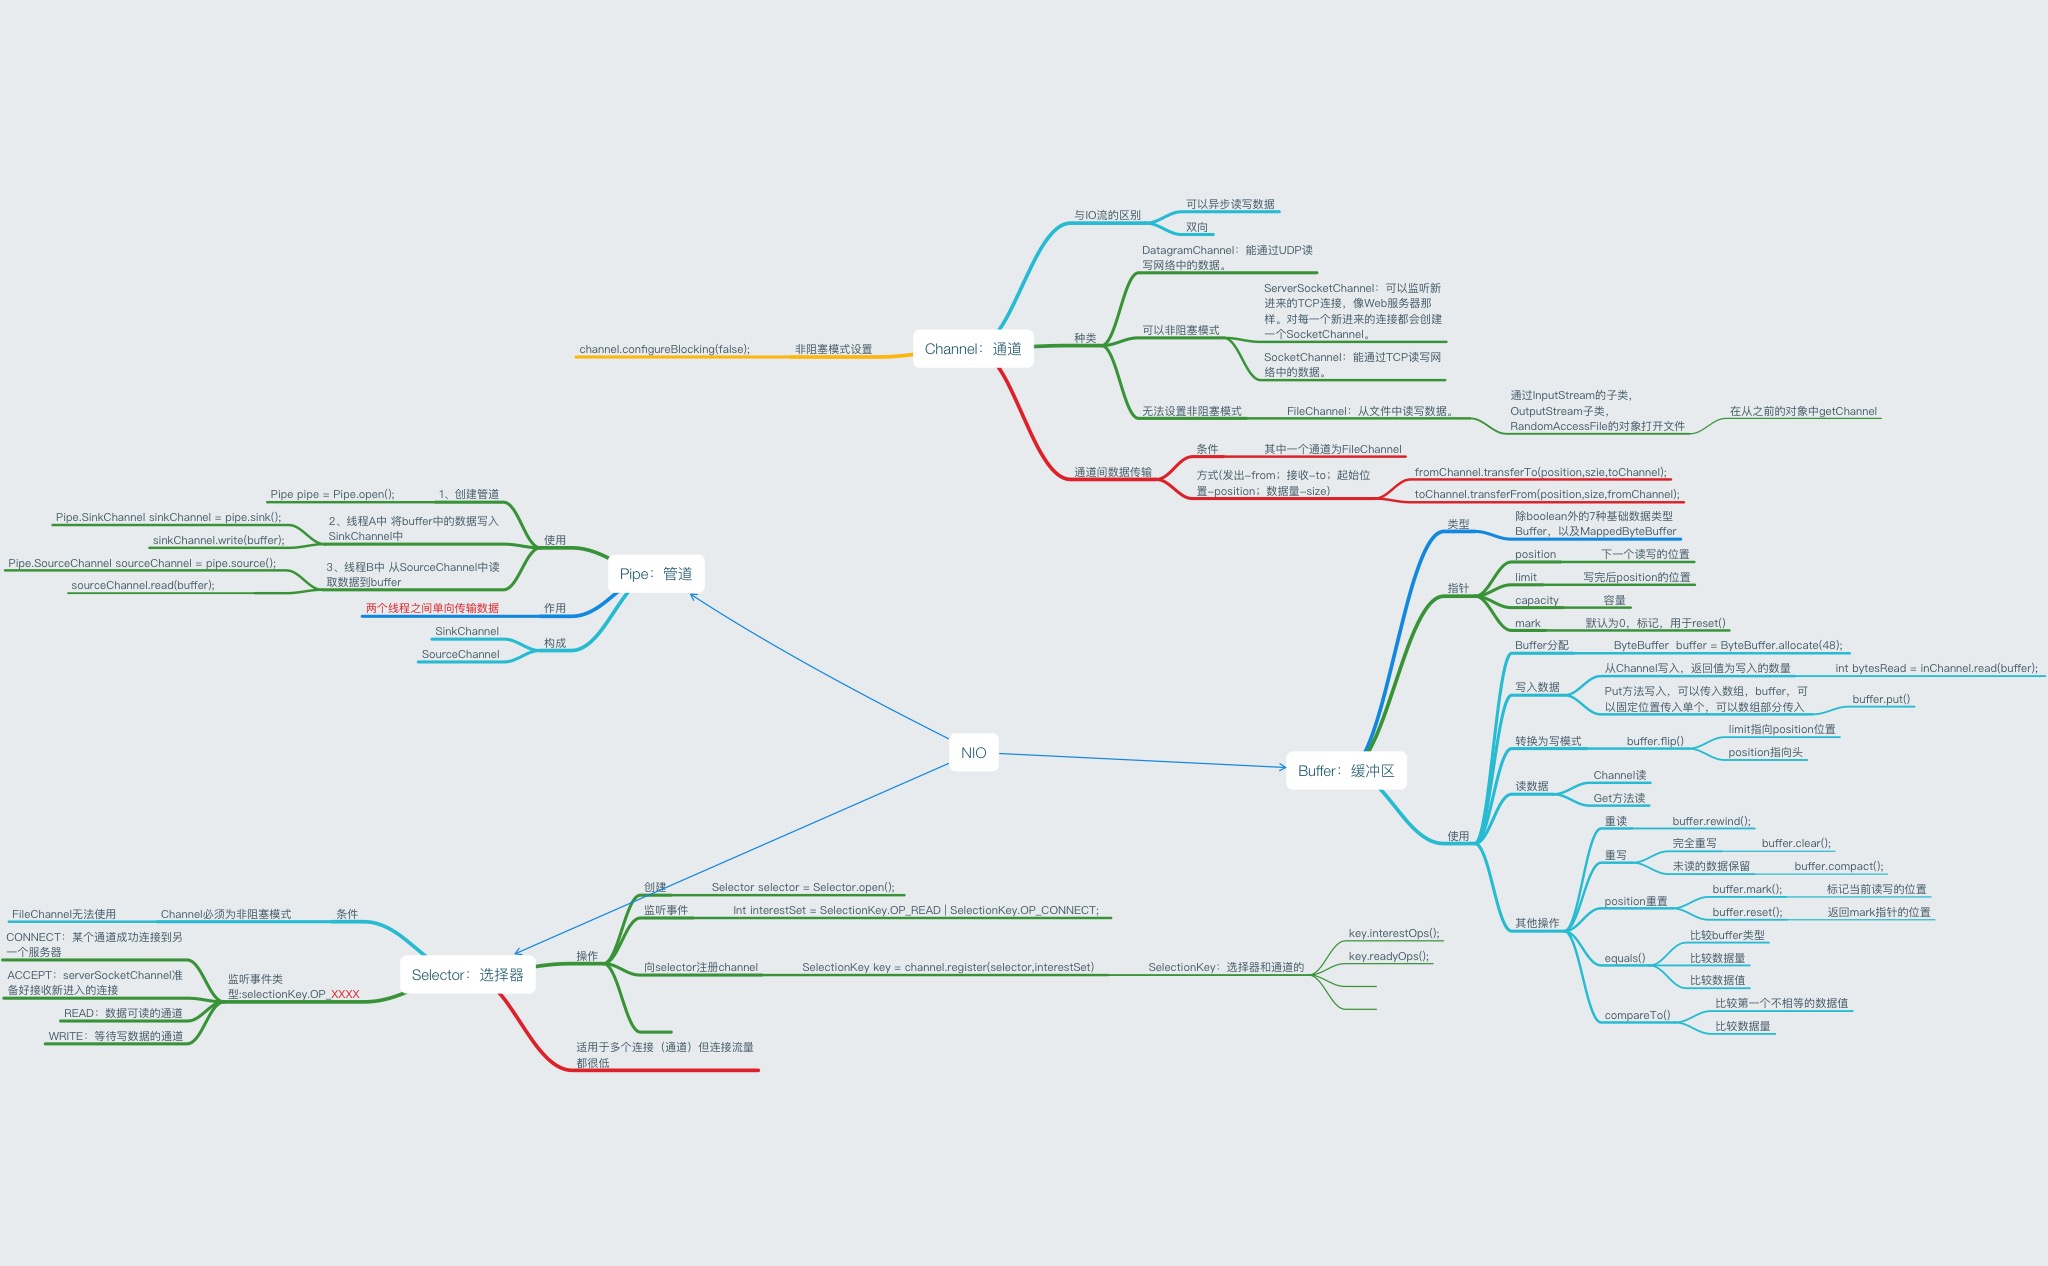 与IO流的区别
可以异步读写数据
双向
DatagramChannel：能通过UDP读
写网络中的数据。
种类
可以非阻塞模式
ServerSocketChannel：可以监听新
进来的TCP连接，像Web服务器那
样。对每一个新进来的连接都会创建
一个SocketChannel。
SocketChannel：能通过TCP读写网
络中的数据。
无法设置非阻塞模式
FileChannel：从文件中读写数据。
通过InputStream的子类，
OutputStream子类，
RandomAccessFile的对象打开文件
在从之前的对象中getChannel
Channel：通道
非阻塞模式设置
channel.configureBlocking(false);
通道间数据传输
条件
其中一个通道为FileChannel
方式(发出-from；接收-to；起始位
置-position；数据量-size)
fromChannel.transferTo(position,szie,toChannel);
toChannel.transferFrom(position,size,fromChannel);
Pipe：管道
使用
1、创建管道
Pipe pipe = Pipe.open();
2、线程A中 将buffer中的数据写入
SinkChannel中
Pipe.SinkChannel sinkChannel = pipe.sink();
sinkChannel.write(buffer);
3、线程B中 从SourceChannel中读
取数据到buffer
Pipe.SourceChannel sourceChannel = pipe.source();
sourceChannel.read(buffer);
作用
两个线程之间单向传输数据
构成
SinkChannel
SourceChannel
NIO
Buffer：缓冲区
类型
除boolean外的7种基础数据类型
Buffer，以及MappedByteBuffer
指针
position
下一个读写的位置
limit
写完后position的位置
capacity
容量
mark
默认为0，标记，用于reset()
使用
Buffer分配
ByteBuffer buffer = ByteBuffer.allocate(48);
写入数据
从Channel写入，返回值为写入的数量
int bytesRead = inChannel.read(buffer);
Put方法写入，可以传入数组，buffer，可
以固定位置传入单个，可以数组部分传入
buffer.put()
转换为写模式
buffer.flip()
limit指向position位置
position指向头
读数据
Channel读
Get方法读
其他操作
重读
buffer.rewind();
重写
完全重写
buffer.clear();
未读的数据保留
buffer.compact();
position重置
buffer.mark();
标记当前读写的位置
buffer.reset();
返回mark指针的位置
equals()
比较buffer类型
比较数据量
比较数据值
compareTo()
比较第一个不相等的数据值
比较数据量
Selector：选择器
条件
Channel必须为非阻塞模式
FileChannel无法使用
监听事件类
型:selectionKey.OP_XXXX
CONNECT：某个通道成功连接到另
一个服务器
ACCEPT：serverSocketChannel准
备好接收新进入的连接
READ：数据可读的通道
WRITE：等待写数据的通道
操作
创建
Selector selector = Selector.open();
监听事件
Int interestSet = SelectionKey.OP_READ | SelectionKey.OP_CONNECT;
向selector注册channel
SelectionKey key = channel.register(selector,interestSet)
SelectionKey：选择器和通道的
key.interestOps();
key.readyOps();
适用于多个连接（通道）但连接流量
都很低